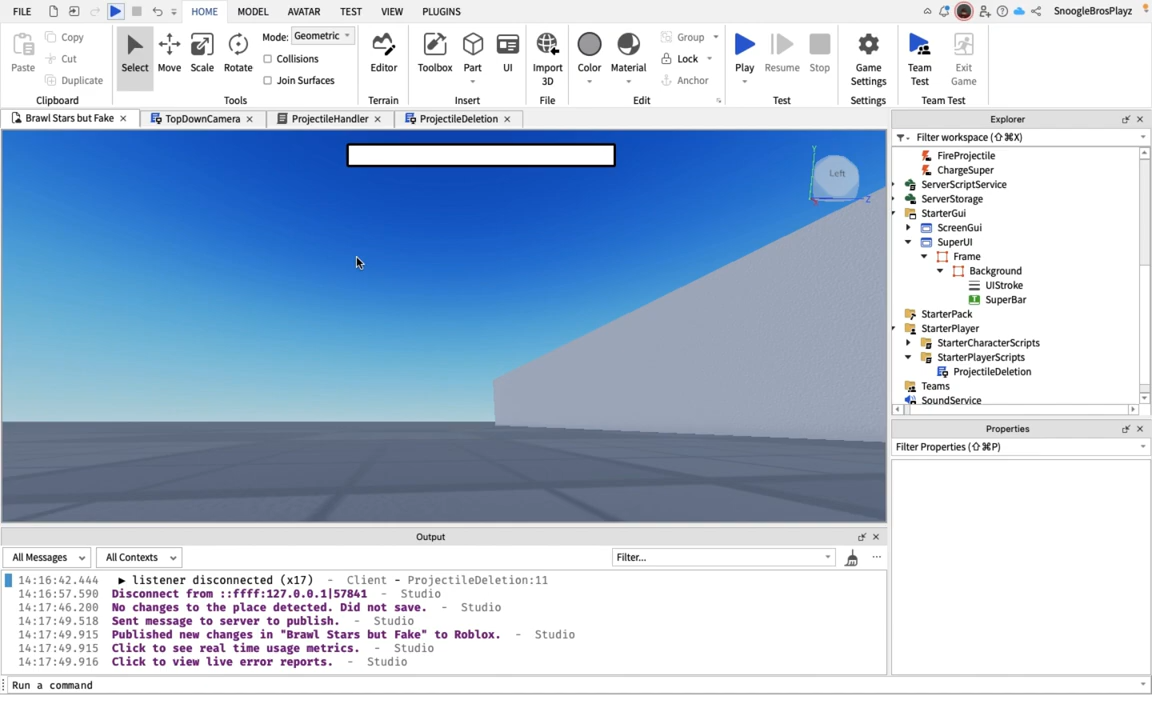 FILE HOME MODEL AVATAR TEST VIEW PLUGINS SnoogleBrosPlayz
Paste
Copy
Cut
Duplicate
Clipboard
Select
Move
Scale
Rotate
Mode: Geometric
Collisions
Join Surfaces
Tools
Editor
Terrain
Toolbox
Part
UI
Insert
Import
3D
File
Color
Material
Group
Lock
Anchor
Edit
Play
Resume
Stop
Test
Game
Settings
Settings
Team
Test
Exit
Game
Team Test
Brawl Stars but Fake
TopDownCamera
ProjectileHandler
ProjectileDeletion
Left
Y
Z
Explorer
Filter workspace (⇧⌘X)
FireProjectile
ChargeSuper
ServerScriptService
ServerStorage
StarterGui
ScreenGui
SuperUI
Frame
Background
UIStroke
SuperBar
StarterPack
StarterPlayer
StarterCharacterScripts
StarterPlayerScripts
ProjectileDeletion
Teams
SoundService
Properties
Filter Properties (⇧⌘P)
Output
All Messages
All Contexts
Filter...
14:16:42.444 ▶ listener disconnected (x17) - Client - ProjectileDeletion:11
14:16:57.590 Disconnect from ::ffff:127.0.0.1|57841 - Studio
14:17:46.200 No changes to the place detected. Did not save. - Studio
14:17:49.518 Sent message to server to publish. - Studio
14:17:49.915 Published new changes in "Brawl Stars but Fake" to Roblox. - Studio
14:17:49.915 Click to see real time usage metrics. - Studio
14:17:49.916 Click to view live error reports. - Studio
Run a command